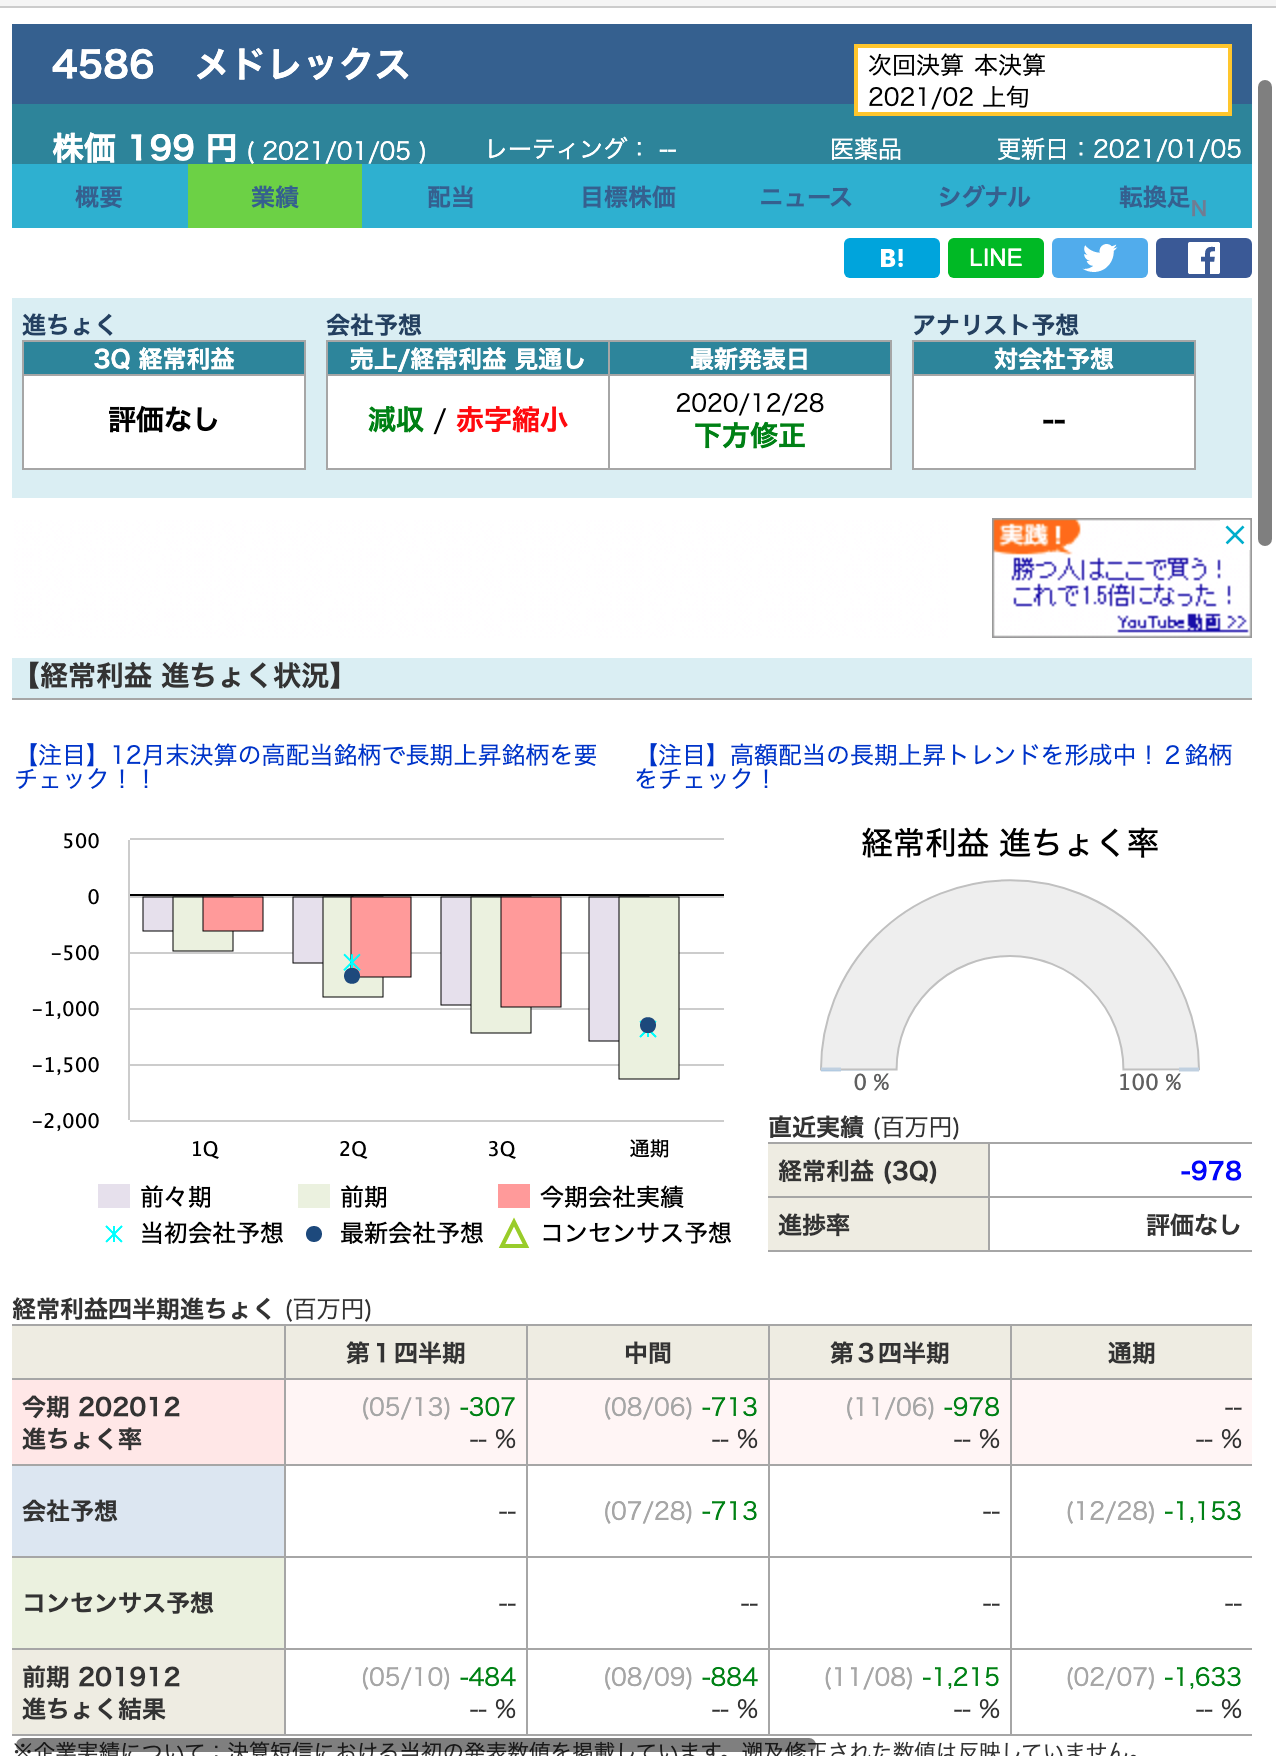 4586 メドレックス
次回決算 本決算
2021/02 上旬
株価 199 円 ( 2021/01/05 ) レーティング： -- 医薬品 更新日：2021/01/05
概要 業績 配当 目標株価 ニュース シグナル 転換足N
B! LINE
進ちょく 会社予想 アナリスト予想
3Q 経常利益 売上/経常利益 見通し 最新発表日 対会社予想
評価なし 減収 / 赤字縮小 2020/12/28 --
下方修正
実践！
勝つ人はここで買う！
これで1.5倍になった！
YouTube動画 >>
【経常利益 進ちょく状況】
【注目】12月末決算の高配当銘柄で長期上昇銘柄を要
チェック！！
【注目】高額配当の長期上昇トレンドを形成中！２銘柄
をチェック！
500
0
-500
-1,000
-1,500
-2,000
1Q 2Q 3Q 通期
前々期 前期 今期会社実績
当初会社予想 最新会社予想 コンセンサス予想
経常利益 進ちょく率
0 % 100 %
直近実績 (百万円)
経常利益 (3Q) -978
進捗率 評価なし
経常利益四半期進ちょく (百万円)
第１四半期 中間 第３四半期 通期
今期 202012 (05/13) -307 (08/06) -713 (11/06) -978 --
進ちょく率 -- % -- % -- % -- %
会社予想 -- (07/28) -713 -- (12/28) -1,153
コンセンサス予想 -- -- -- --
前期 201912 (05/10) -484 (08/09) -884 (11/08) -1,215 (02/07) -1,633
進ちょく結果 -- % -- % -- % -- %
※企業実績について：決算短信における当初の発表数値を掲載しています。遡及修正された数値は反映していません。